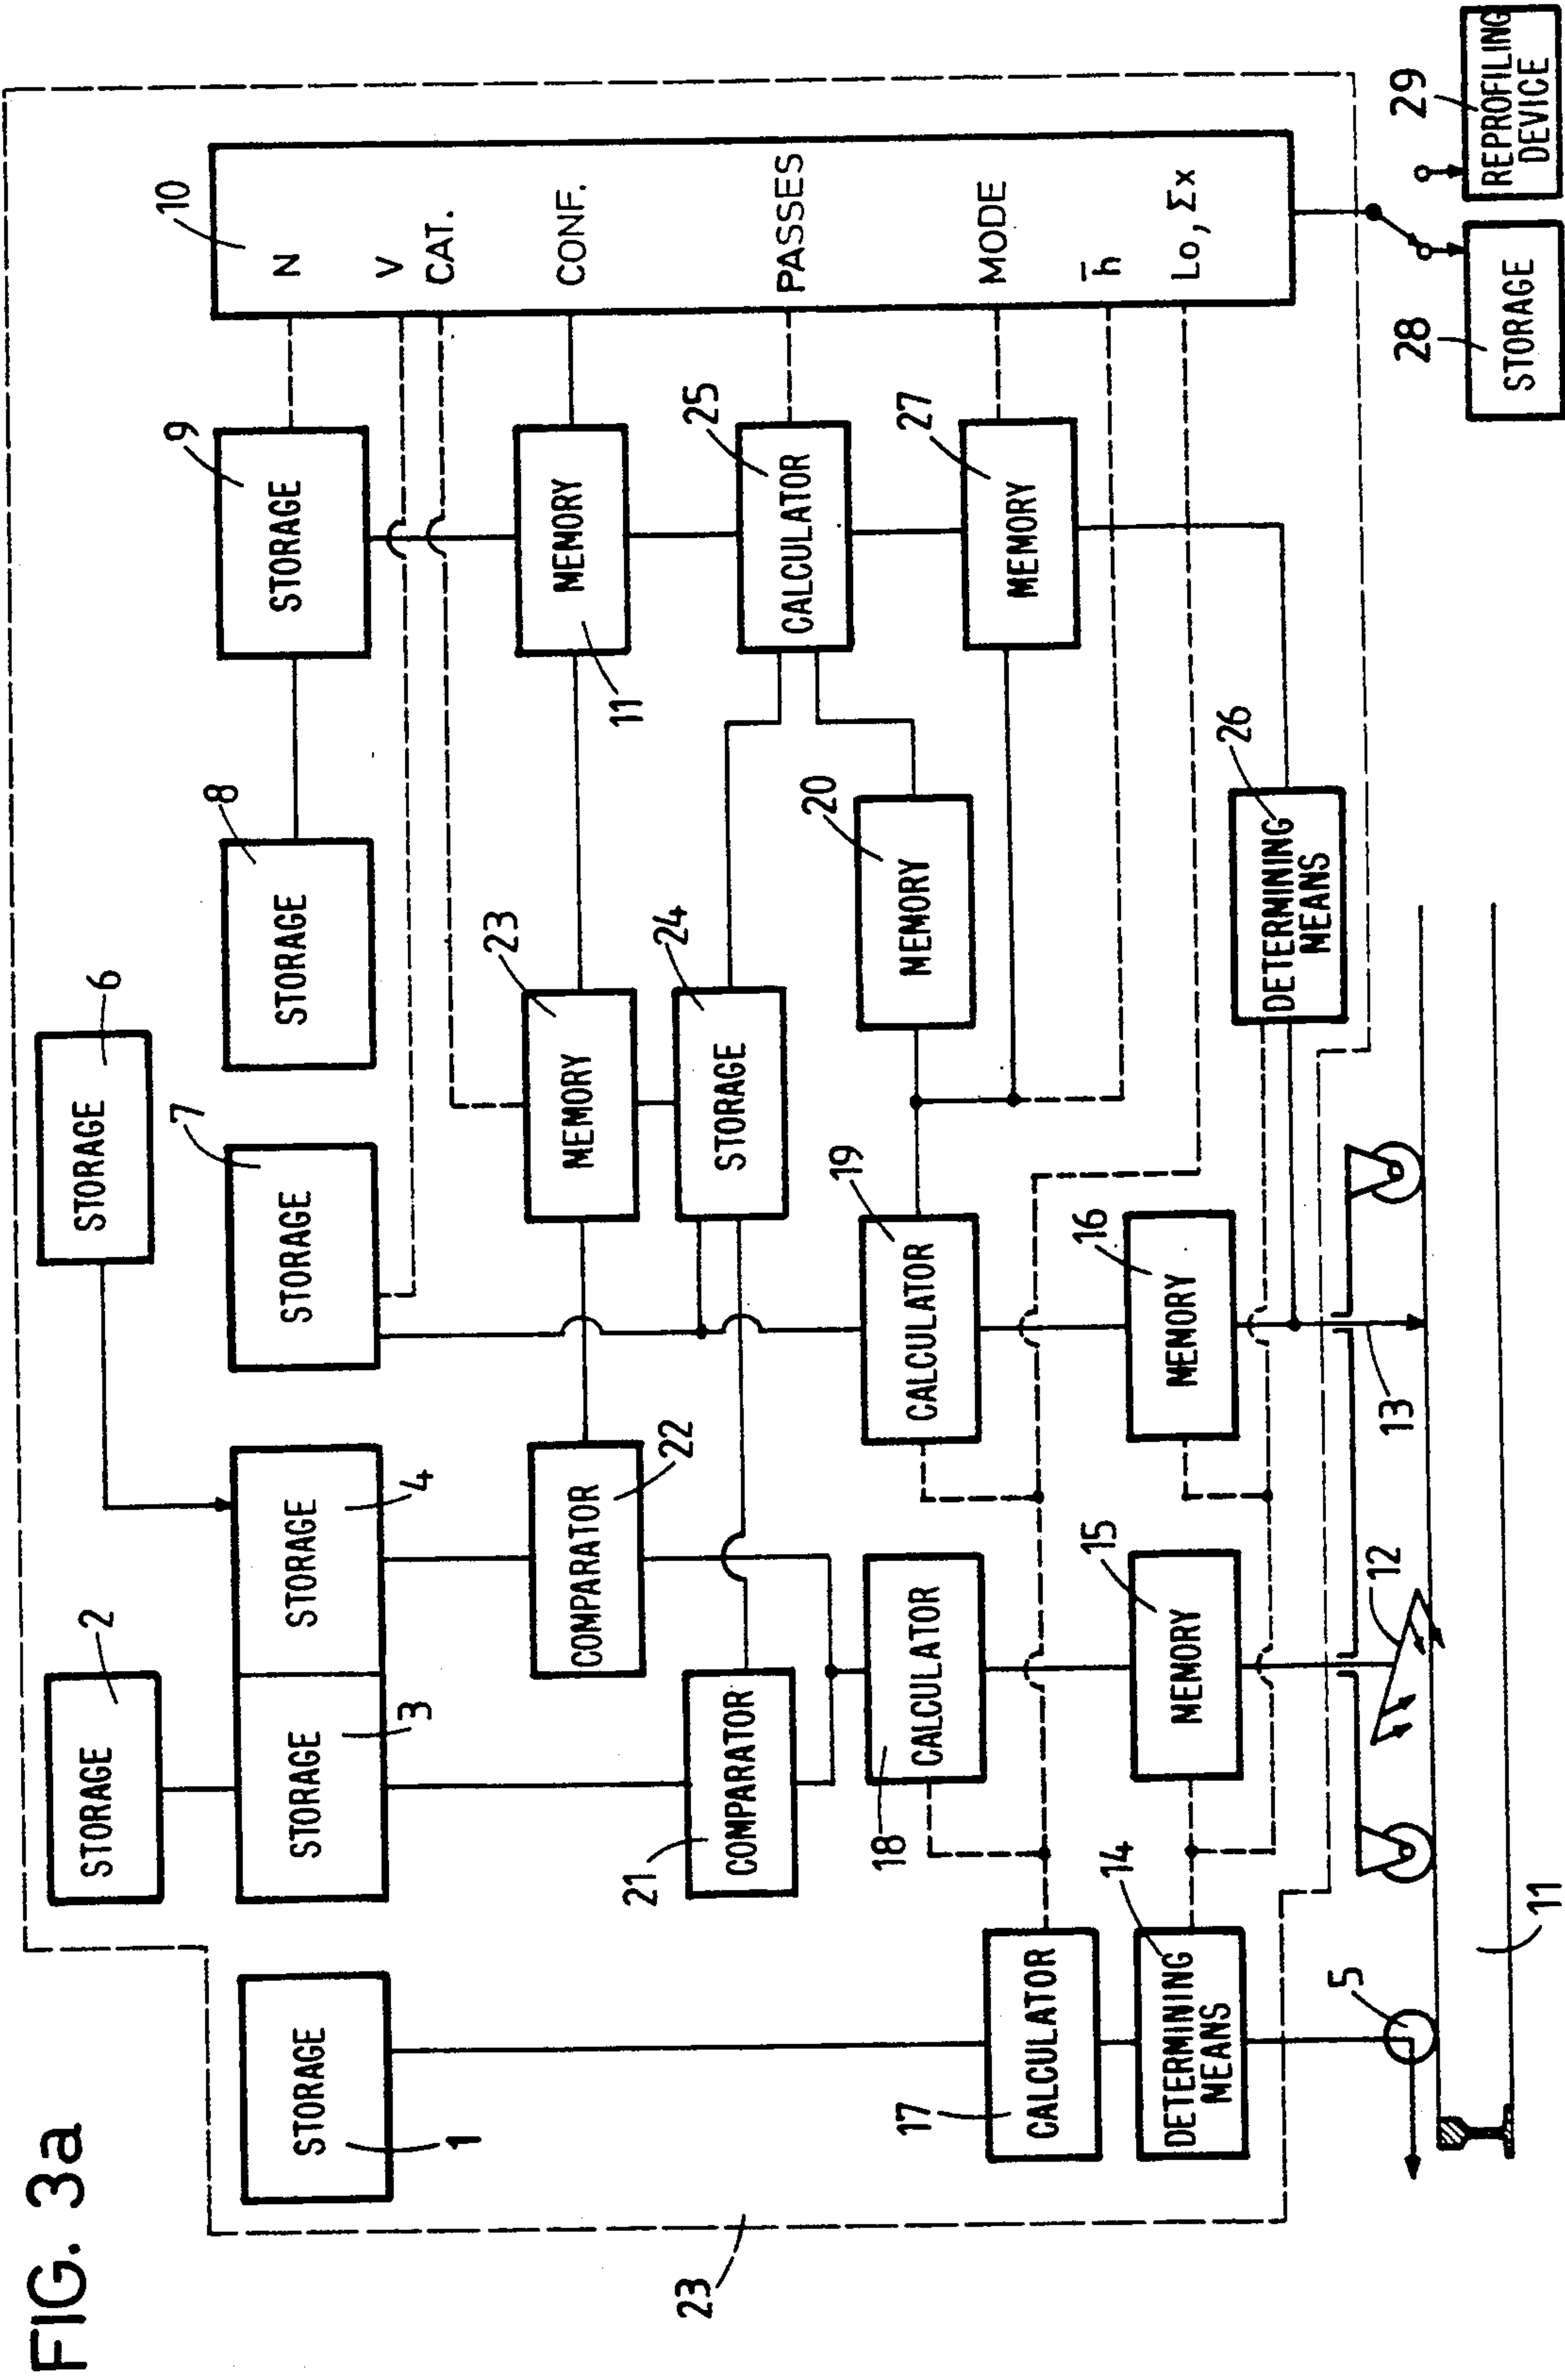 FIG. 3a
STORAGE
2
STORAGE
6
STORAGE
1
STORAGE
3
STORAGE
4
STORAGE
7
STORAGE
8
STORAGE
9
10
N
V
CAT.
CONF.
PASSES
MODE
h̅
Lo, Σx
COMPARATOR
22
MEMORY
23
MEMORY
11
21
COMPARATOR
STORAGE
24
CALCULATOR
25
18
CALCULATOR
CALCULATOR
19
MEMORY
20
MEMORY
27
17
CALCULATOR
14
DETERMINING
MEANS
MEMORY
15
MEMORY
16
DETERMINING
MEANS
26
23
5
12
13
11
28
STORAGE
29
REPROFILING
DEVICE